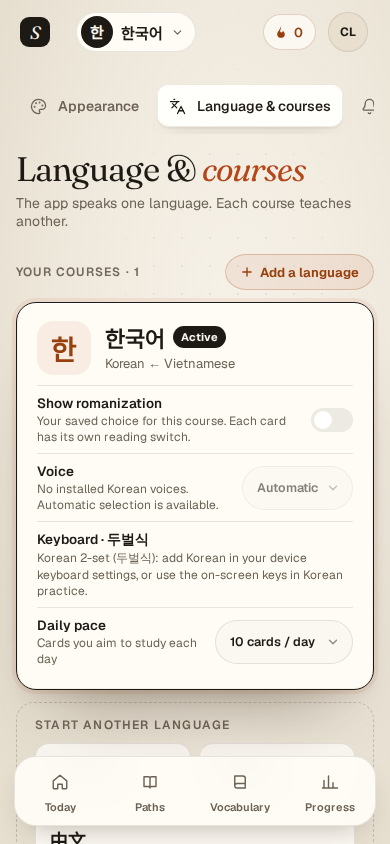 S
한 한국어
0
CL
Appearance
Language & courses
Language & courses
The app speaks one language. Each course teaches
another.
YOUR COURSES · 1
+ Add a language
한
한국어 Active
Korean ← Vietnamese
Show romanization
Your saved choice for this course. Each card
has its own reading switch.
Voice
No installed Korean voices.
Automatic selection is available.
Automatic
Keyboard · 두벌식
Korean 2-set (두벌식): add Korean in your device
keyboard settings, or use the on-screen keys in Korean
practice.
Daily pace
Cards you aim to study each
day
10 cards / day
START ANOTHER LANGUAGE
Today
Paths
Vocabulary
Progress
中文